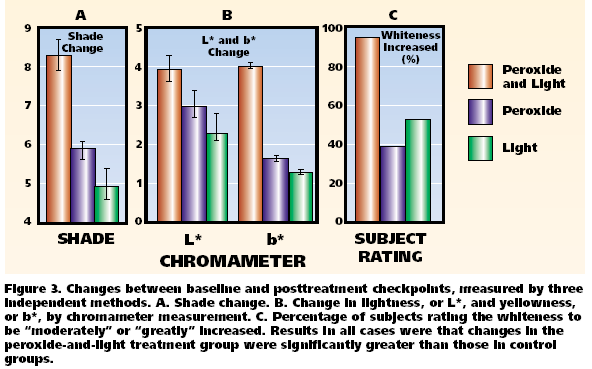 A
B
C
Shade
Change
L* and b*
Change
Whiteness
Increased
(%)
9
8
7
6
5
4
5
4
3
2
1
0
100
80
60
40
20
0
Peroxide
and Light
Peroxide
Light
SHADE
L*
b*
CHROMAMETER
SUBJECT
RATING
Figure 3. Changes between baseline and posttreatment checkpoints, measured by three
independent methods. A. Shade change. B. Change in lightness, or L*, and yellowness,
or b*, by chromameter measurement. C. Percentage of subjects rating the whiteness to
be “moderately” or “greatly” increased. Results in all cases were that changes in the
peroxide-and-light treatment group were significantly greater than those in control
groups.